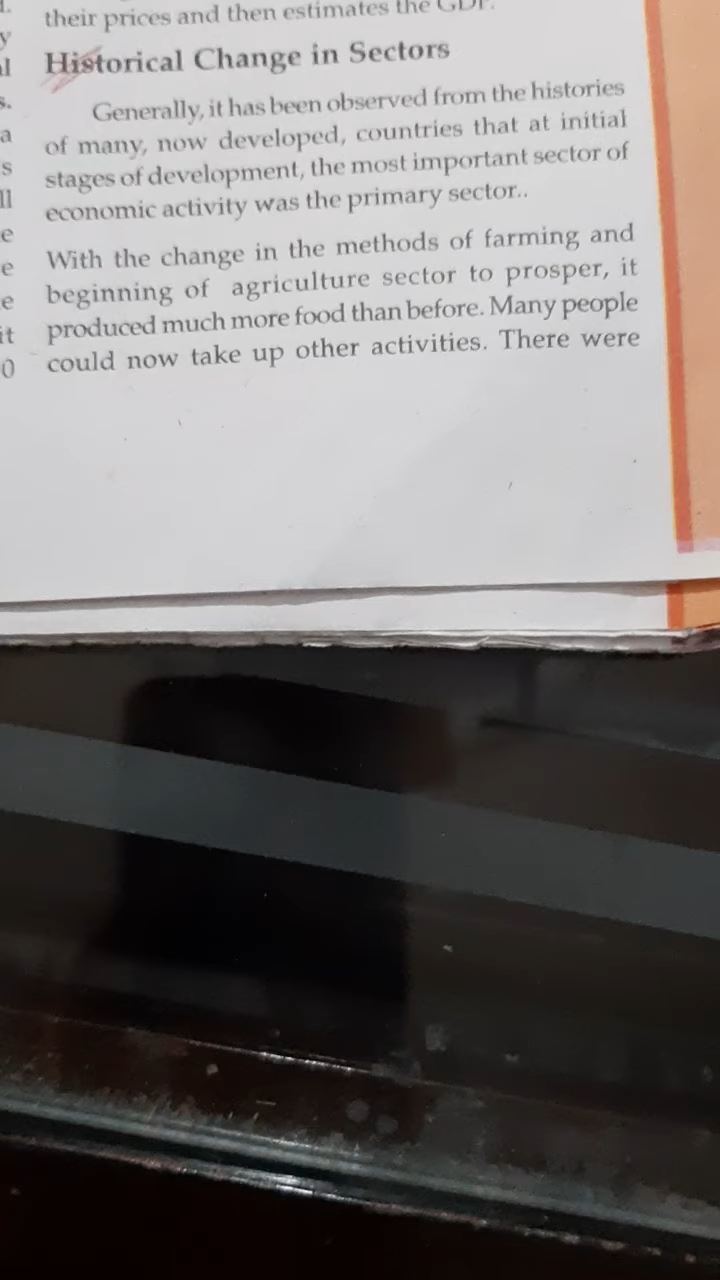 their prices and then estimates the GDP.
Historical Change in Sectors
Generally, it has been observed from the histories
of many, now developed, countries that at initial
stages of development, the most important sector of
economic activity was the primary sector..
With the change in the methods of farming and
beginning of agriculture sector to prosper, it
produced much more food than before. Many people
could now take up other activities. There were